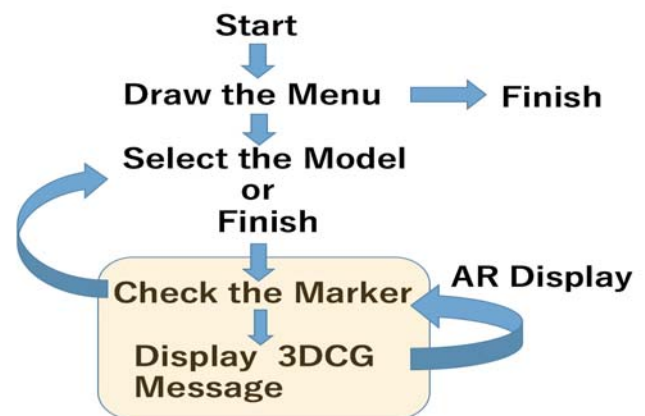 Start
Draw the Menu
Finish
Select the Model
or
Finish
Check the Marker
AR Display
Display 3DCG
Message